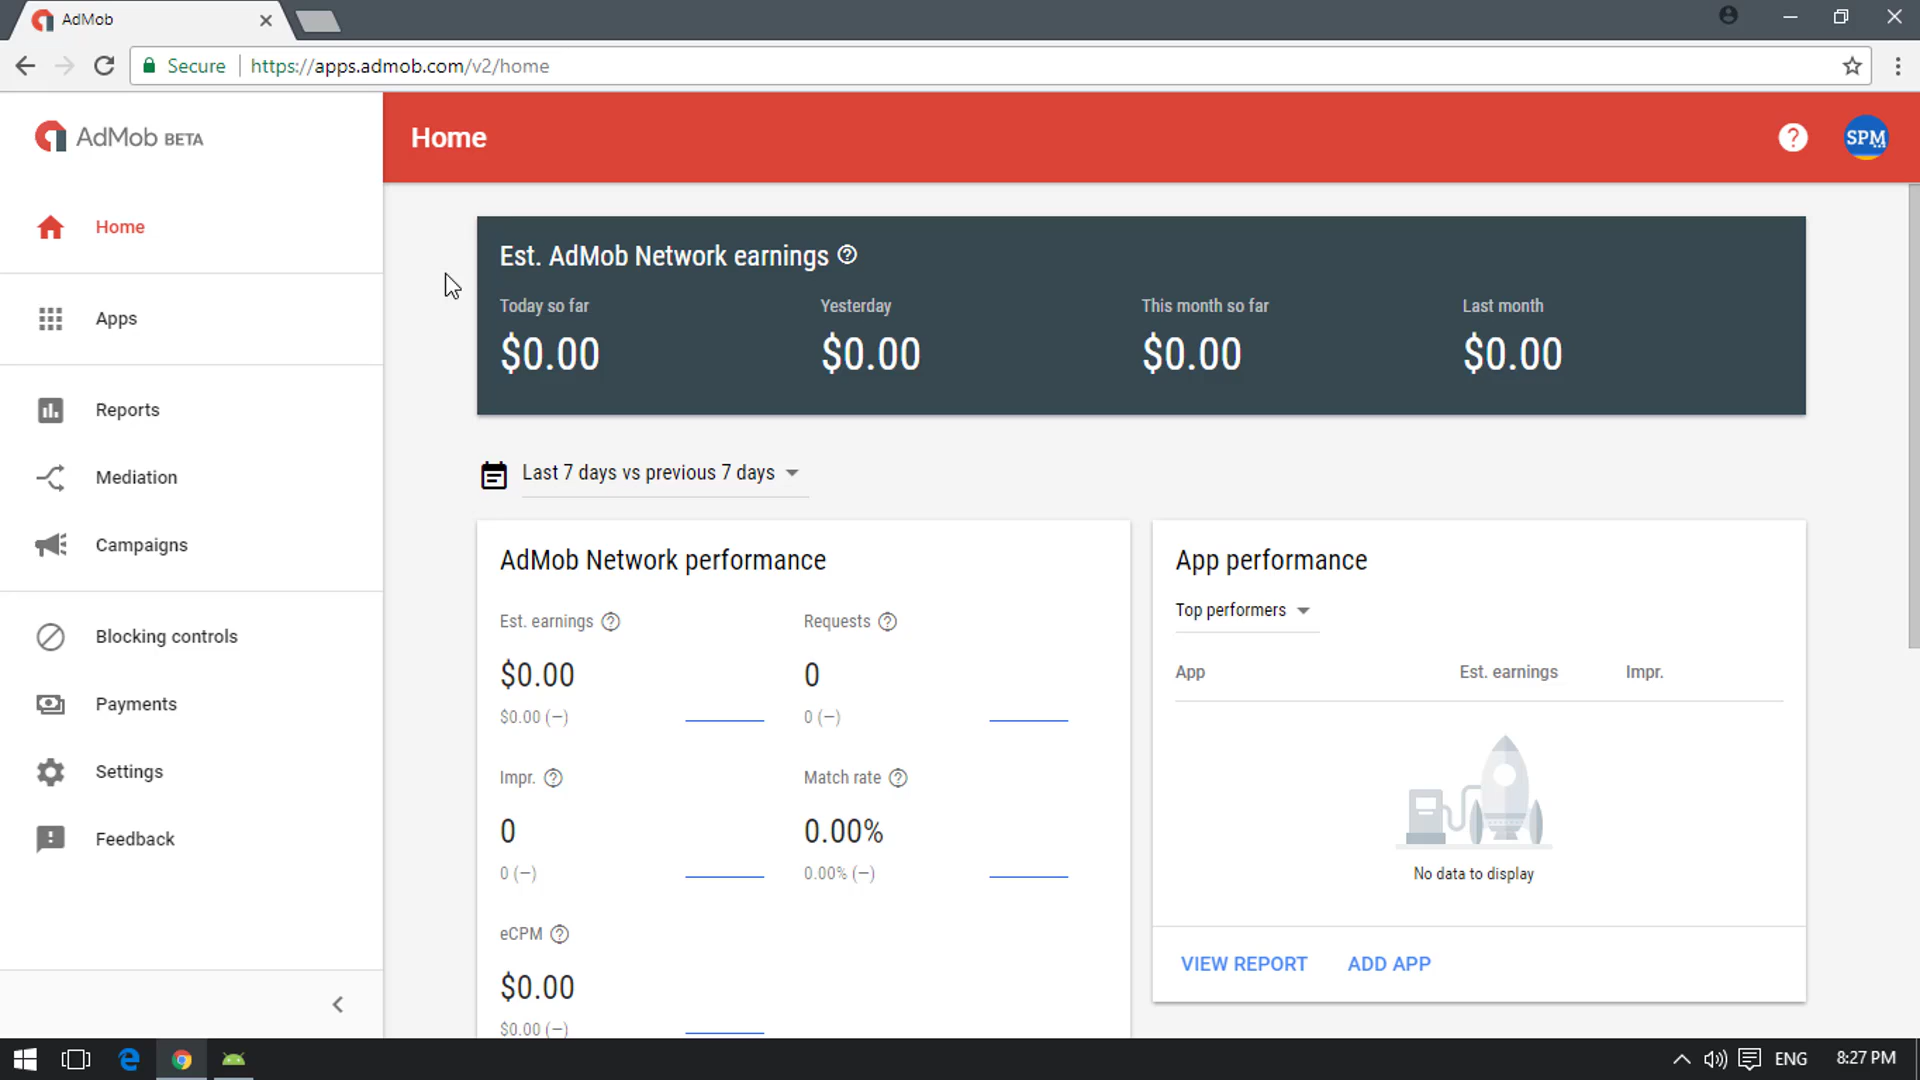 AdMob
Secure
https://apps.admob.com/v2/home
AdMob BETA
Home
Home
SPM
Apps
Reports
Mediation
Campaigns
Blocking controls
Payments
Settings
Feedback
Est. AdMob Network earnings
Today so far
Yesterday
This month so far
Last month
$0.00
$0.00
$0.00
$0.00
Last 7 days vs previous 7 days
AdMob Network performance
Est. earnings
Requests
$0.00
0
$0.00 (–)
0 (–)
Impr.
Match rate
0
0.00%
0 (–)
0.00% (–)
eCPM
$0.00
$0.00 (–)
App performance
Top performers
App
Est. earnings
Impr.
No data to display
VIEW REPORT
ADD APP
ENG
8:27 PM